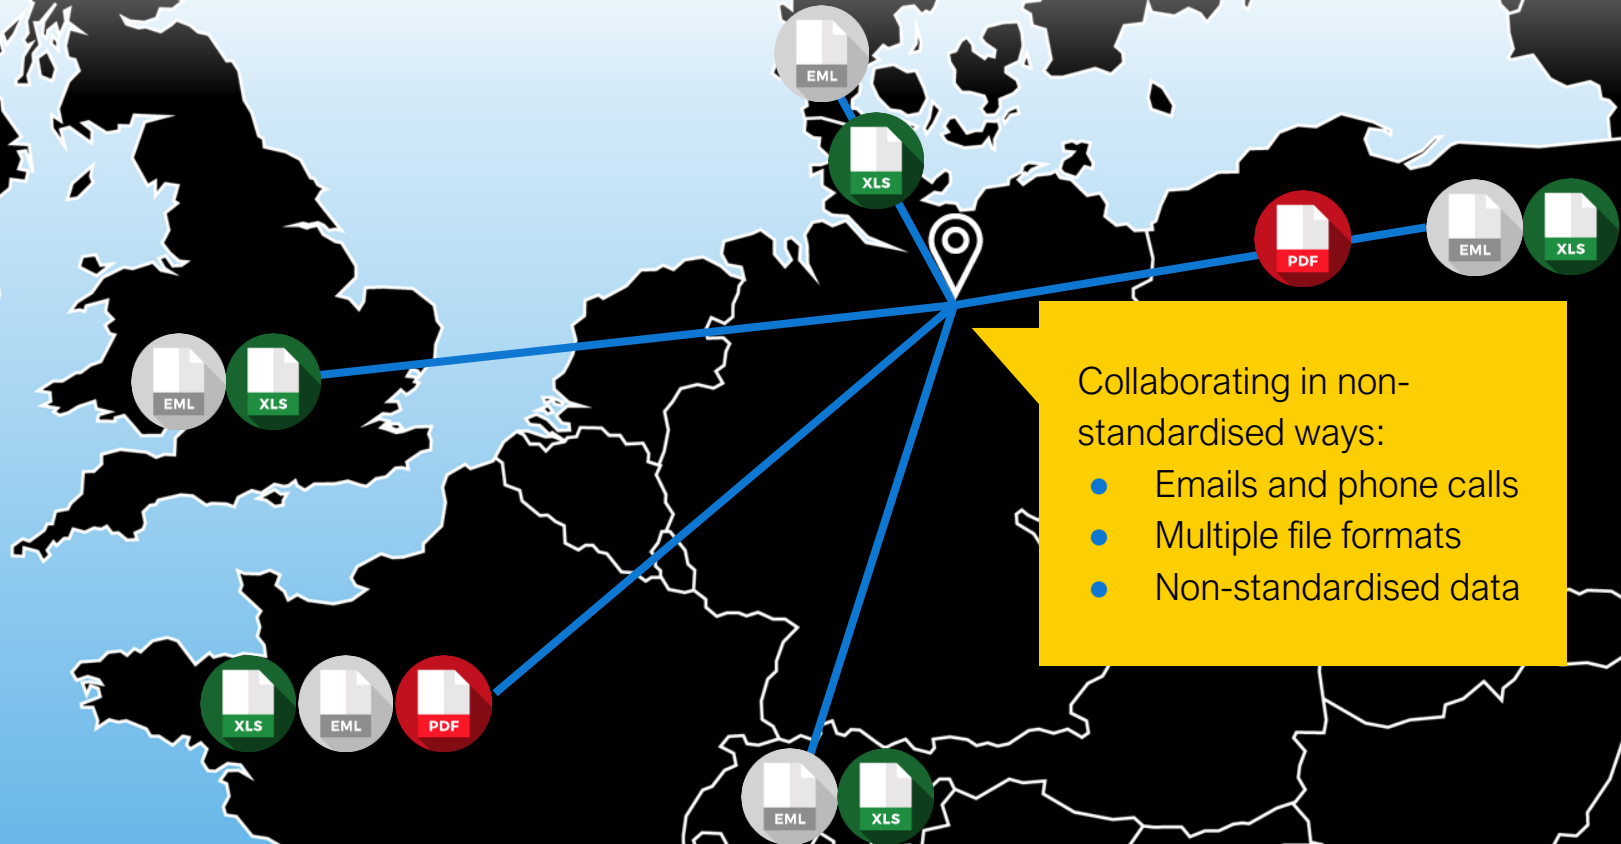 EML
XLS
PDF
EML
XLS
EML
XLS
Collaborating in non-
standardised ways:
● Emails and phone calls
● Multiple file formats
● Non-standardised data
XLS
EML
PDF
EML
XLS